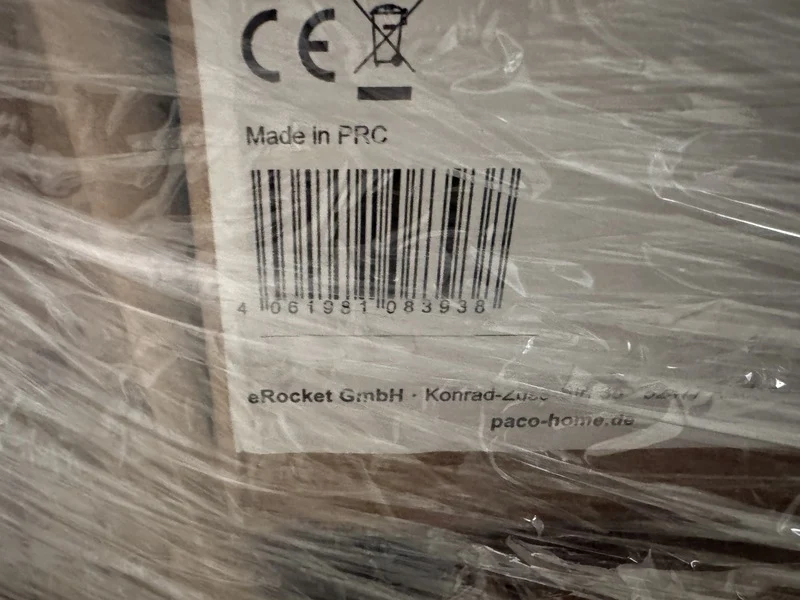 CE
Made in PRC
4 061981 083938
eRocket GmbH · Konrad-Zuse-
paco-home.de